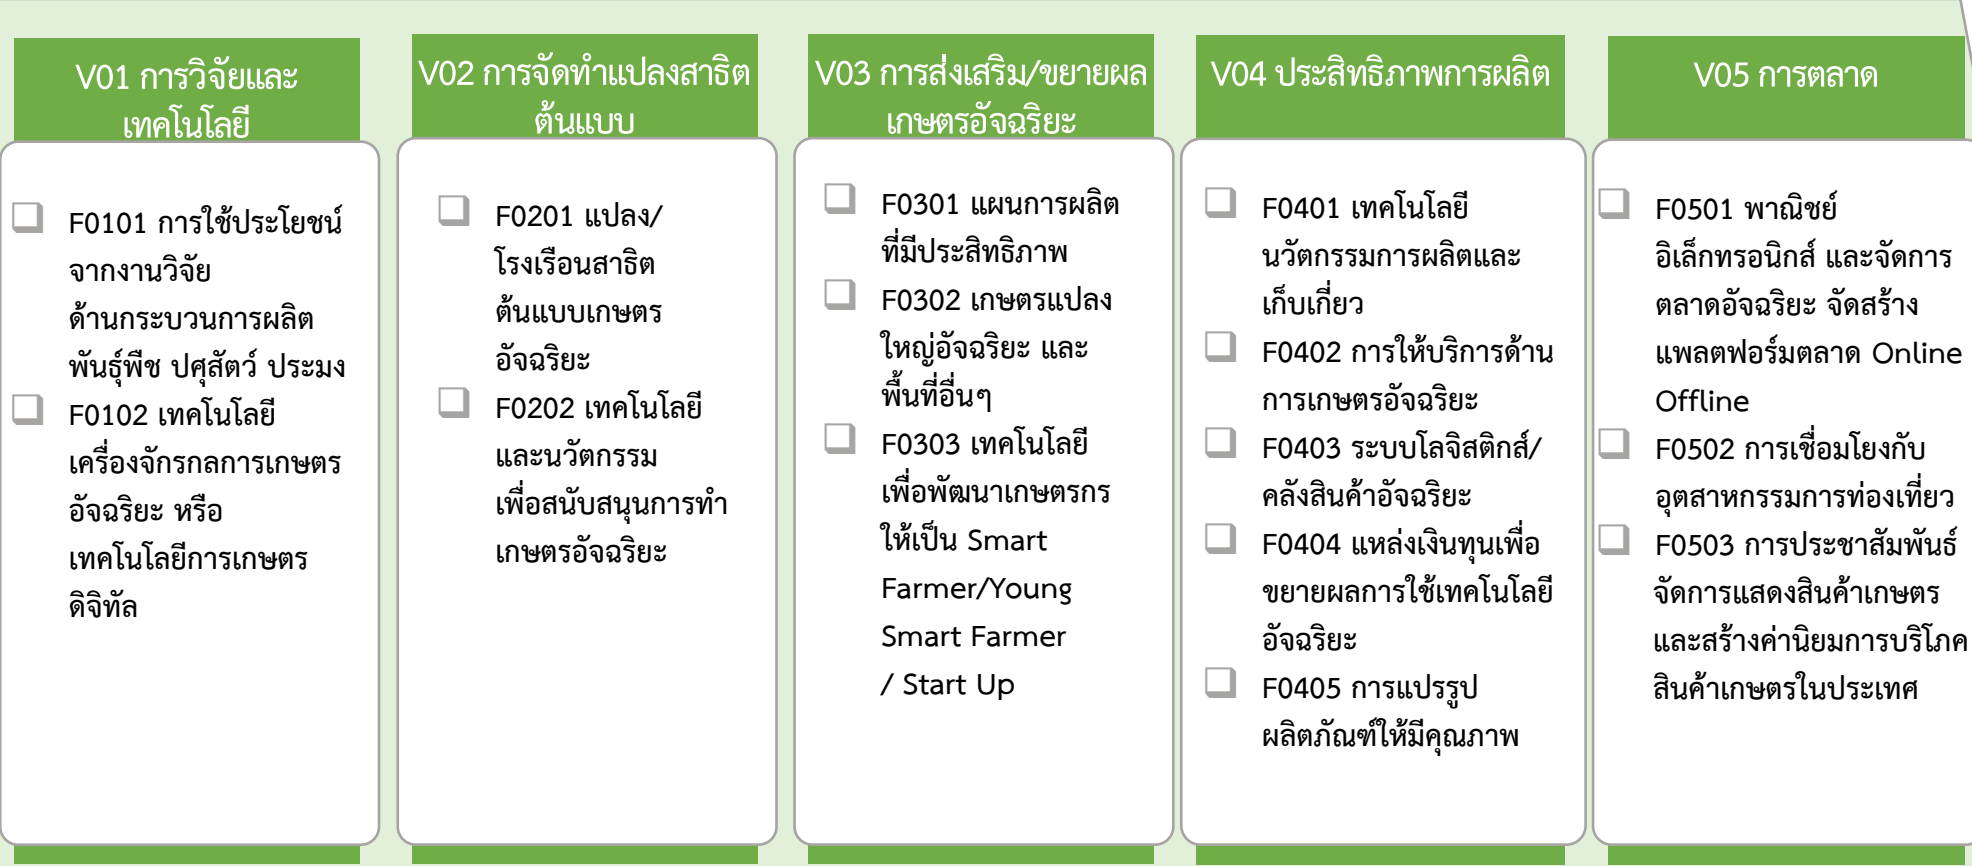 V01 การวิจัยและ
เทคโนโลยี
F0101 การใช้ประโยชน์
จากงานวิจัย
ด้านกระบวนการผลิต
พันธุ์พืช ปศุสัตว์ ประมง
F0102 เทคโนโลยี
เครื่องจักรกลการเกษตร
อัจฉริยะ หรือ
เทคโนโลยีการเกษตร
ดิจิทัล
V02 การจัดทำแปลงสาธิต
ต้นแบบ
F0201 แปลง/
โรงเรือนสาธิต
ต้นแบบเกษตร
อัจฉริยะ
F0202 เทคโนโลยี
และนวัตกรรม
เพื่อสนับสนุนการทำ
เกษตรอัจฉริยะ
V03 การส่งเสริม/ขยายผล
เกษตรอัจฉริยะ
F0301 แผนการผลิต
ที่มีประสิทธิภาพ
F0302 เกษตรแปลง
ใหญ่อัจฉริยะ และ
พื้นที่อื่นๆ
F0303 เทคโนโลยี
เพื่อพัฒนาเกษตรกร
ให้เป็น Smart
Farmer/Young
Smart Farmer
/ Start Up
V04 ประสิทธิภาพการผลิต
F0401 เทคโนโลยี
นวัตกรรมการผลิตและ
เก็บเกี่ยว
F0402 การให้บริการด้าน
การเกษตรอัจฉริยะ
F0403 ระบบโลจิสติกส์/
คลังสินค้าอัจฉริยะ
F0404 แหล่งเงินทุนเพื่อ
ขยายผลการใช้เทคโนโลยี
อัจฉริยะ
F0405 การแปรรูป
ผลิตภัณฑ์ให้มีคุณภาพ
V05 การตลาด
F0501 พาณิชย์
อิเล็กทรอนิกส์ และจัดการ
ตลาดอัจฉริยะ จัดสร้าง
แพลตฟอร์มตลาด Online
Offline
F0502 การเชื่อมโยงกับ
อุตสาหกรรมการท่องเที่ยว
F0503 การประชาสัมพันธ์
จัดการแสดงสินค้าเกษตร
และสร้างค่านิยมการบริโภค
สินค้าเกษตรในประเทศ